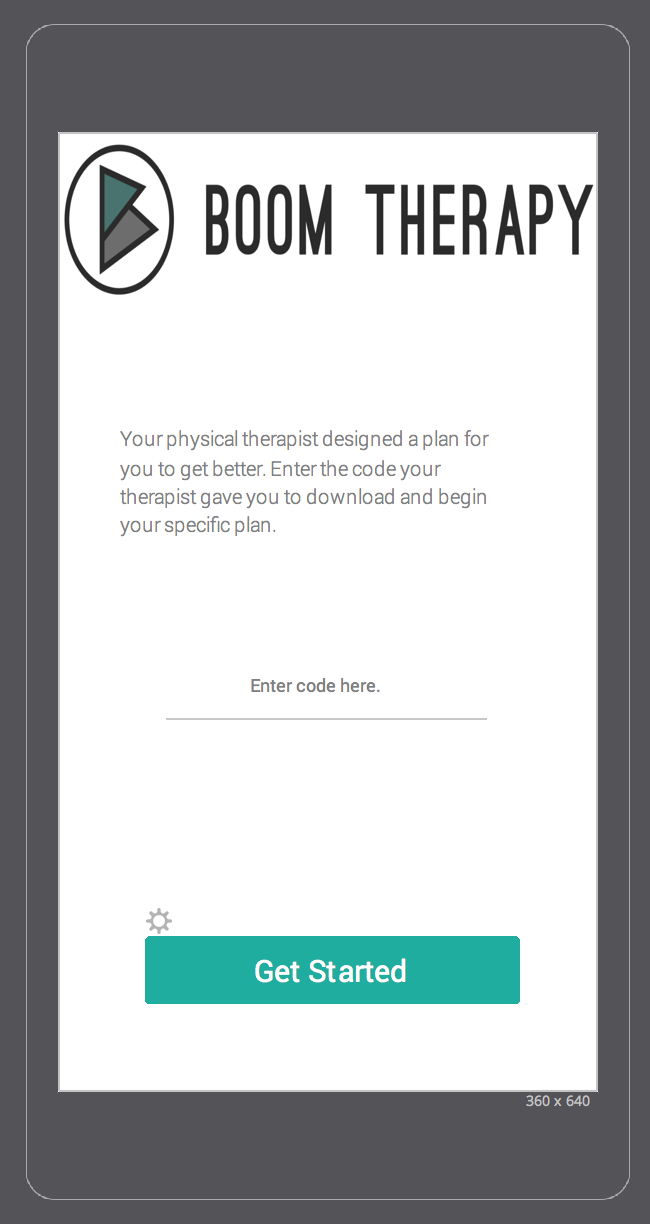 BOOM THERAPY
Your physical therapist designed a plan for
you to get better. Enter the code your
therapist gave you to download and begin
your specific plan.
Enter code here.
Get Started
360 x 640